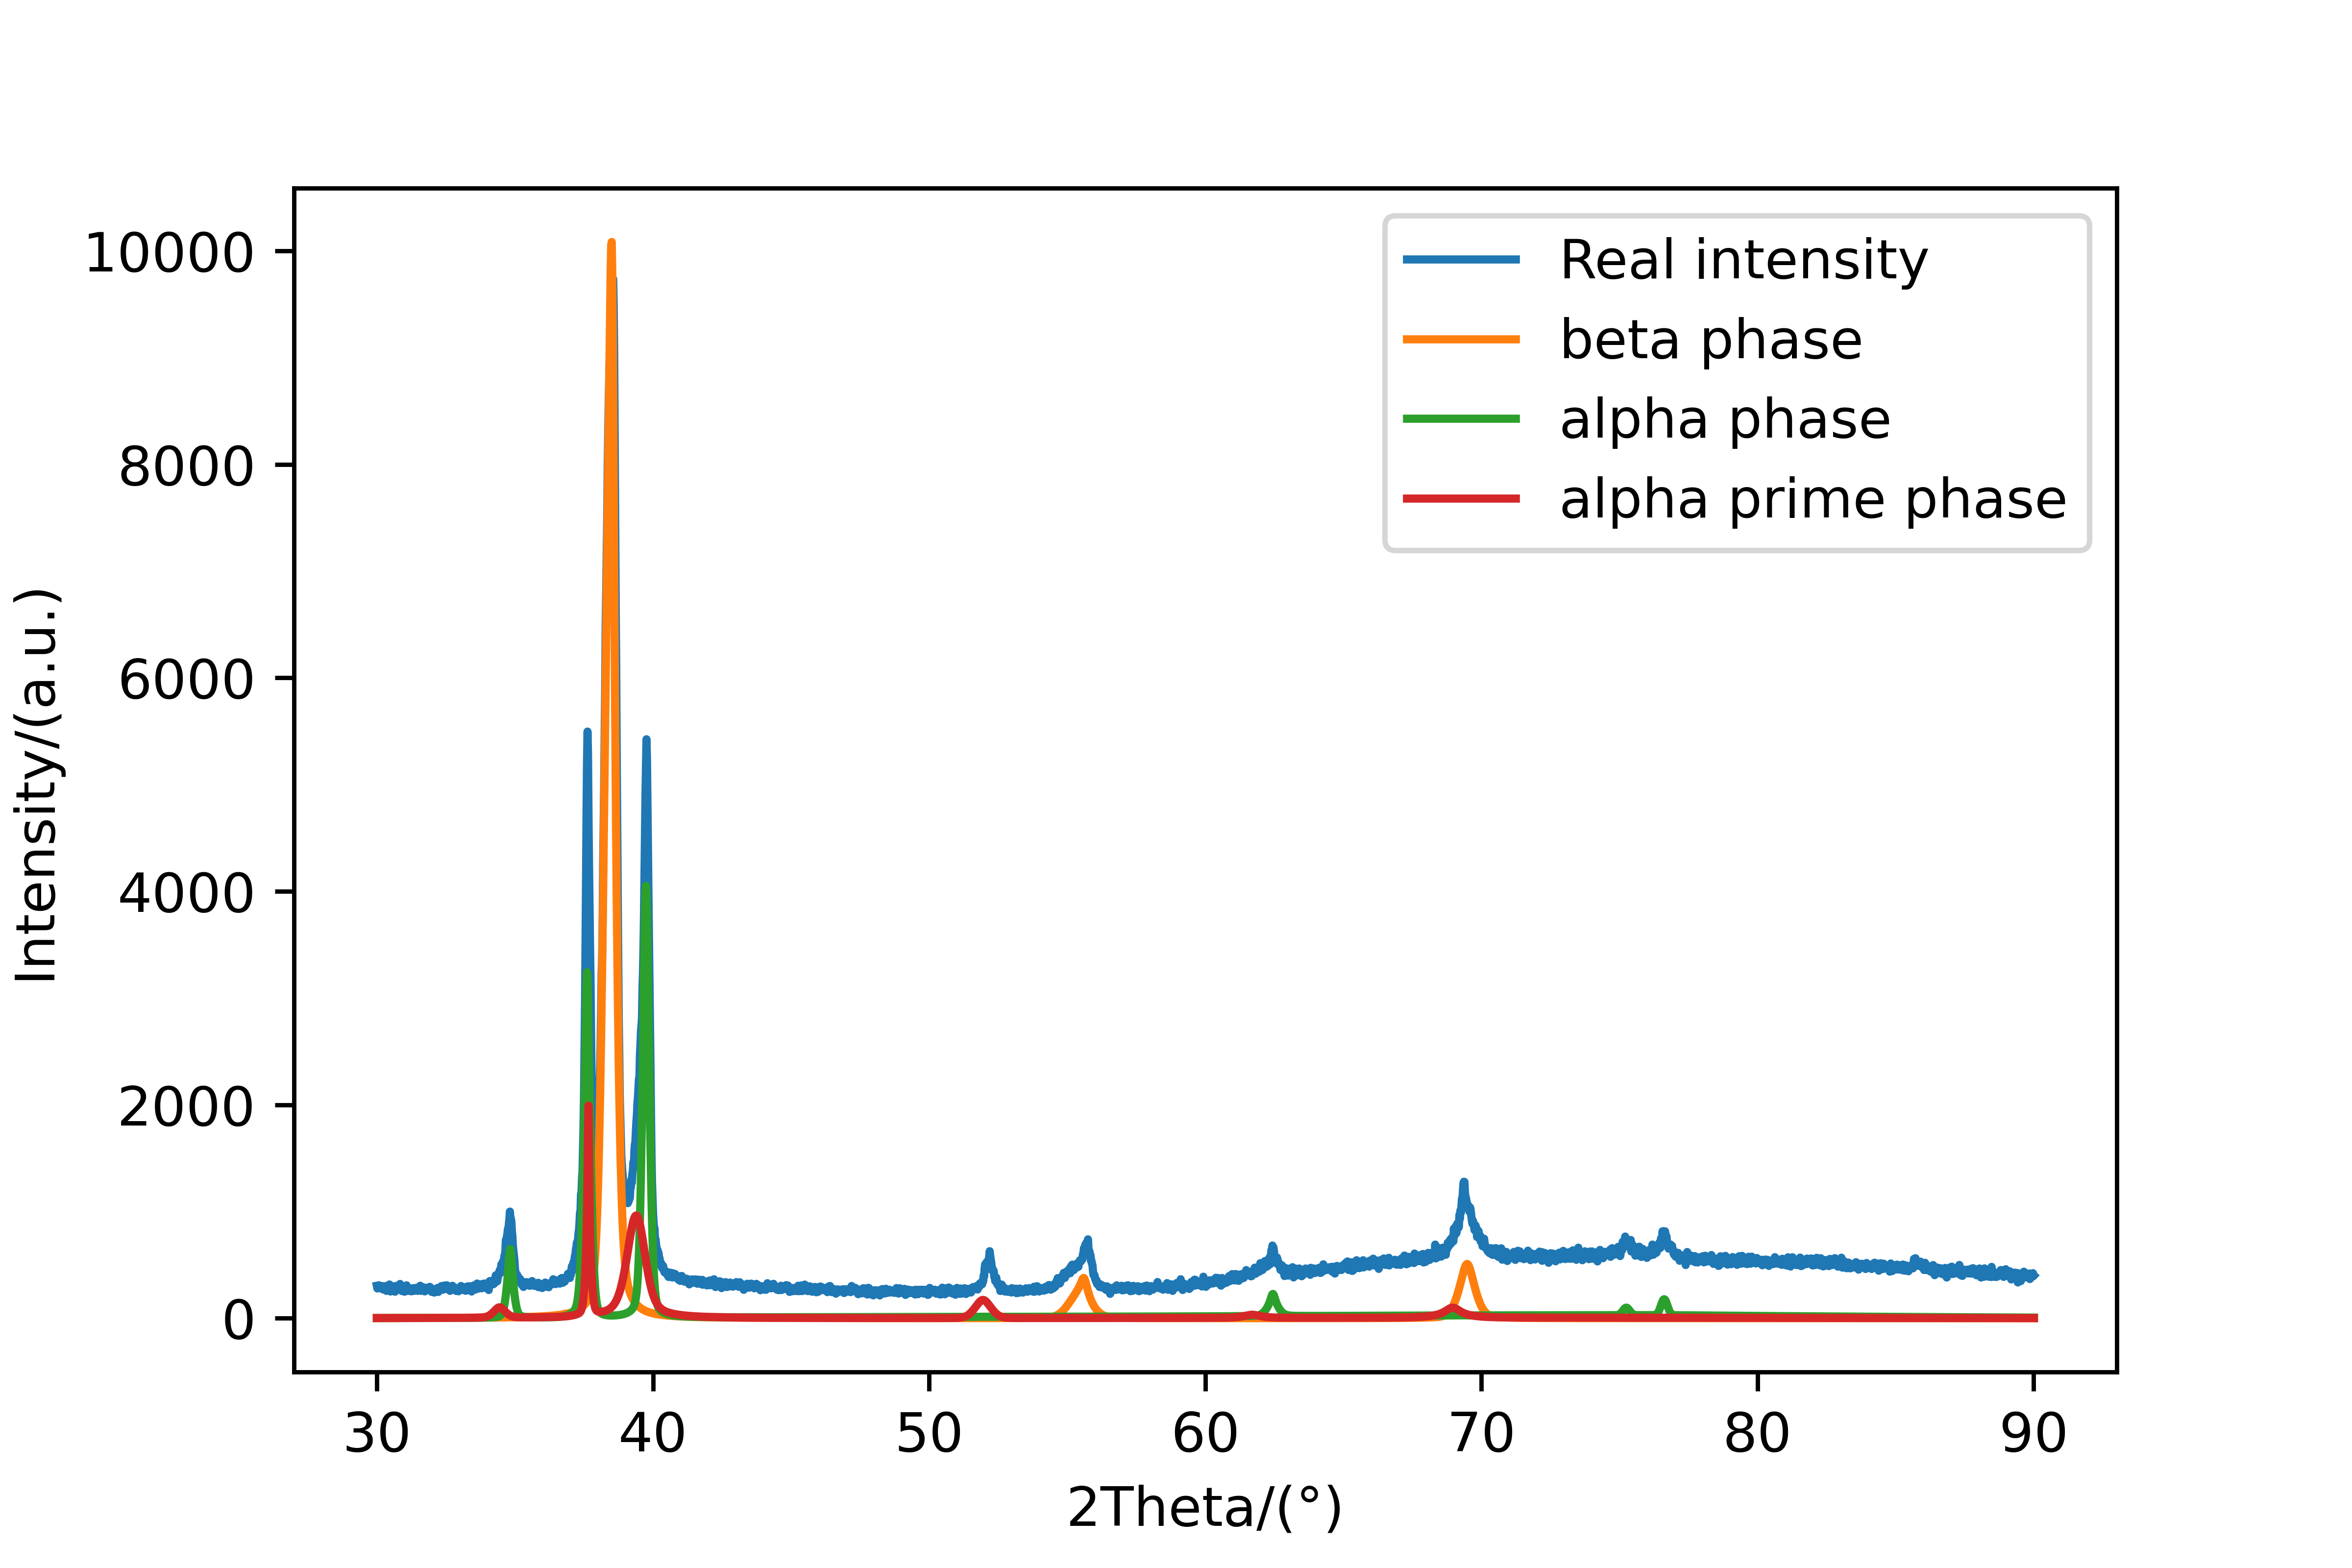 Real intensity
beta phase
alpha phase
alpha prime phase
10000
8000
6000
4000
2000
0
Intensity/(a.u.)
30 40 50 60 70 80 90
2Theta/(°)